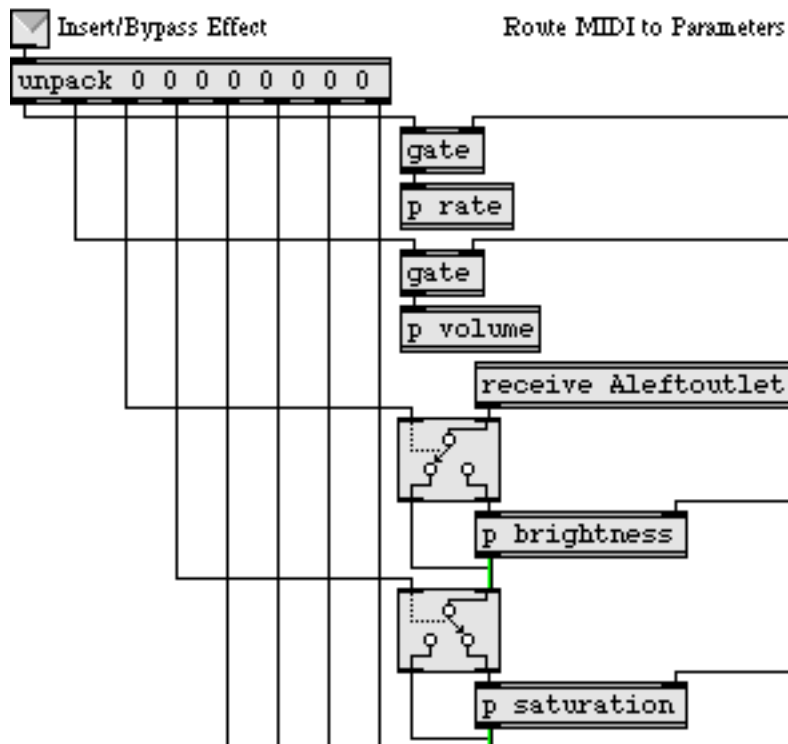 Insert/Bypass Effect
Route MIDI to Parameters
unpack 0 0 0 0 0 0 0 0
gate
p rate
gate
p volume
receive Aleftoutlet
p brightness
p saturation